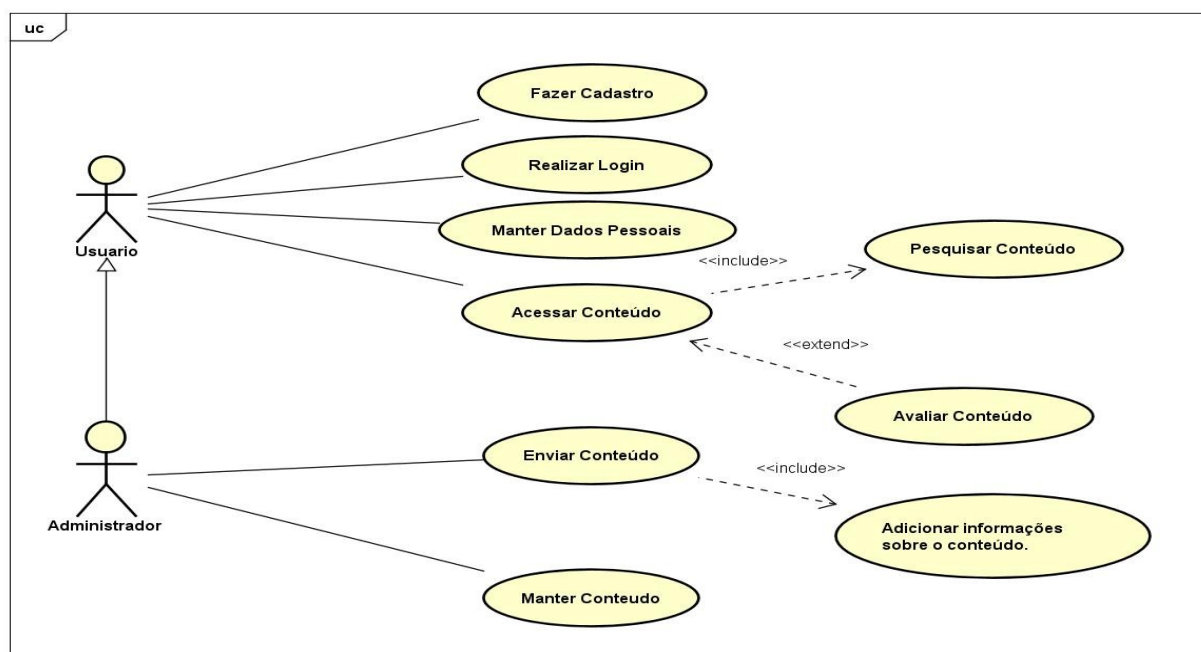 uc
Fazer Cadastro
Realizar Login
Usuario
Manter Dados Pessoais
Pesquisar Conteúdo
<<include>>
Acessar Conteúdo
<<extend>>
Avaliar Conteúdo
Enviar Conteúdo
<<include>>
Administrador
Adicionar informações
sobre o conteúdo.
Manter Conteudo